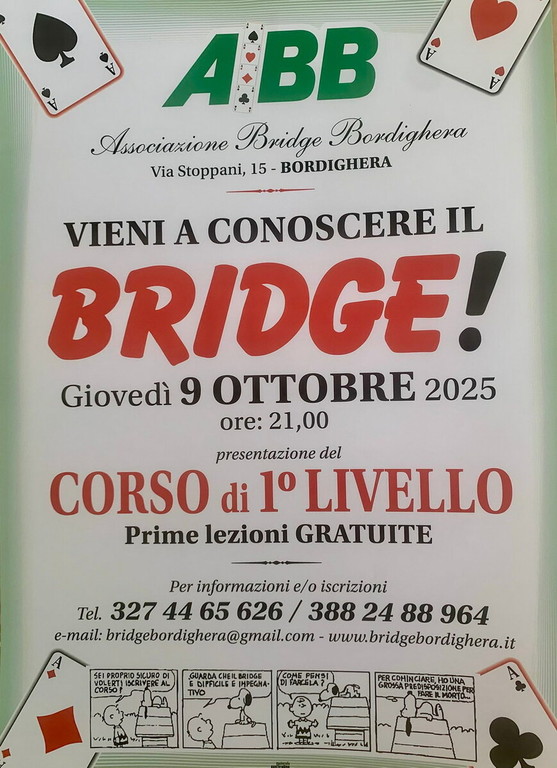 A
ABB
Associazione Bridge Bordighera
Via Stoppani, 15 - BORDIGHERA
VIENI A CONOSCERE IL
BRIDGE!
Giovedì 9 OTTOBRE 2025
ore: 21,00
presentazione del
CORSO di 1º LIVELLO
Prime lezioni GRATUITE
Per informazioni e/o iscrizioni
Tel. 327 44 65 626 / 388 24 88 964
e-mail: bridgebordighera@gmail.com - www.bridgebordighera.it
A
A
SEI PROPRIO SICURO DI
VOLERTI ISCRIVERE AL
CORSO?
GUARDA CHE IL BRIDGE
E DIFFICILE E IMPEGNA-
TIVO
COME PENSI
DI FARCELA?
PER COMINCIARE, HO UNA
GROSSA PREDISPOSIZIONE PER
FARE IL MORTO...